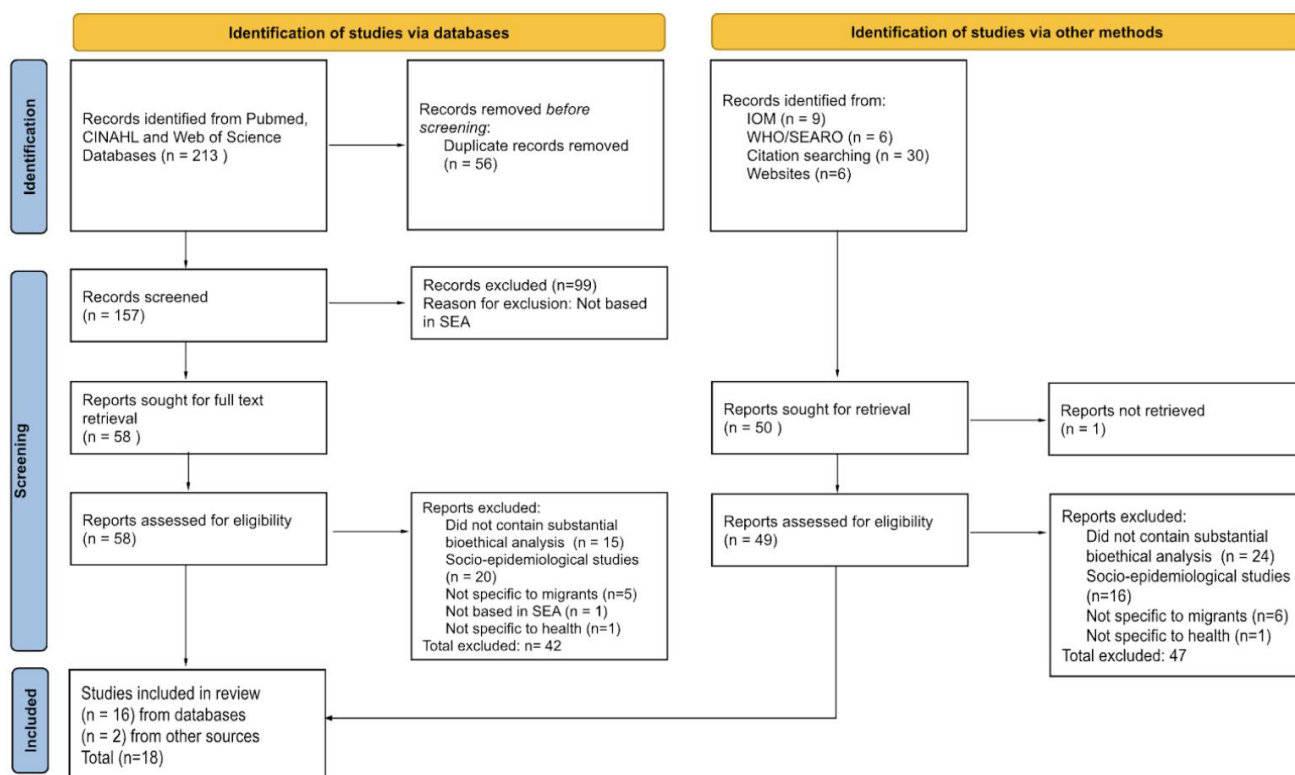 Identification of studies via databases
Identification of studies via other methods
Identification
Records identified from Pubmed,
CINAHL and Web of Science
Databases (n = 213 )
Records removed before
screening:
Duplicate records removed
(n = 56)
Records identified from:
IOM (n = 9)
WHO/SEARO (n = 6)
Citation searching (n = 30)
Websites (n=6)
Screening
Records screened
(n = 157)
Records excluded (n=99)
Reason for exclusion: Not based
in SEA
Reports sought for full text
retrieval
(n = 58 )
Reports sought for retrieval
(n = 50 )
Reports not retrieved
(n = 1)
Reports assessed for eligibility
(n = 58)
Reports excluded:
Did not contain substantial
bioethical analysis (n = 15)
Socio-epidemiological studies
(n = 20)
Not specific to migrants (n=5)
Not based in SEA (n = 1)
Not specific to health (n=1)
Total excluded: n= 42
Reports assessed for eligibility
(n = 49)
Reports excluded:
Did not contain substantial
bioethical analysis (n = 24)
Socio-epidemiological studies
(n=16)
Not specific to migrants (n=6)
Not specific to health (n=1)
Total excluded: 47
Included
Studies included in review
(n = 16) from databases
(n = 2) from other sources
Total (n=18)